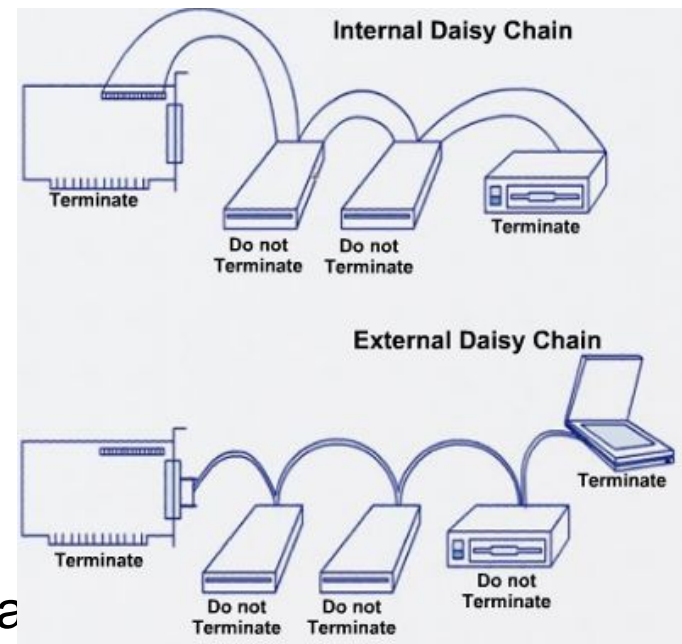 Internal Daisy Chain
Terminate
Do not
Terminate
Do not
Terminate
Terminate
External Daisy Chain
Terminate
Terminate
Do not
Terminate
Do not
Terminate
Do not
Terminate
a